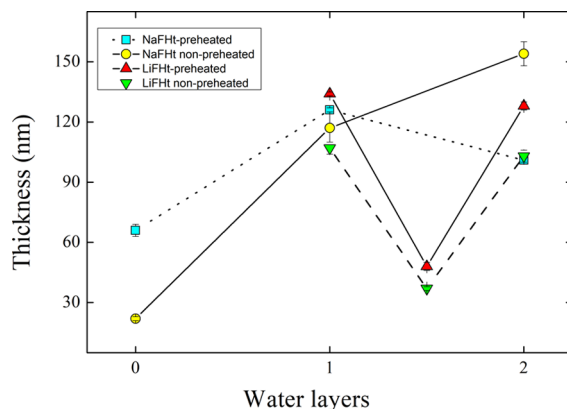 NaFHt-preheated
NaFHt non-preheated
LiFHt-preheated
LiFHt non-preheated
150
120
90
60
30
Thickness (nm)
0
1
2
Water layers